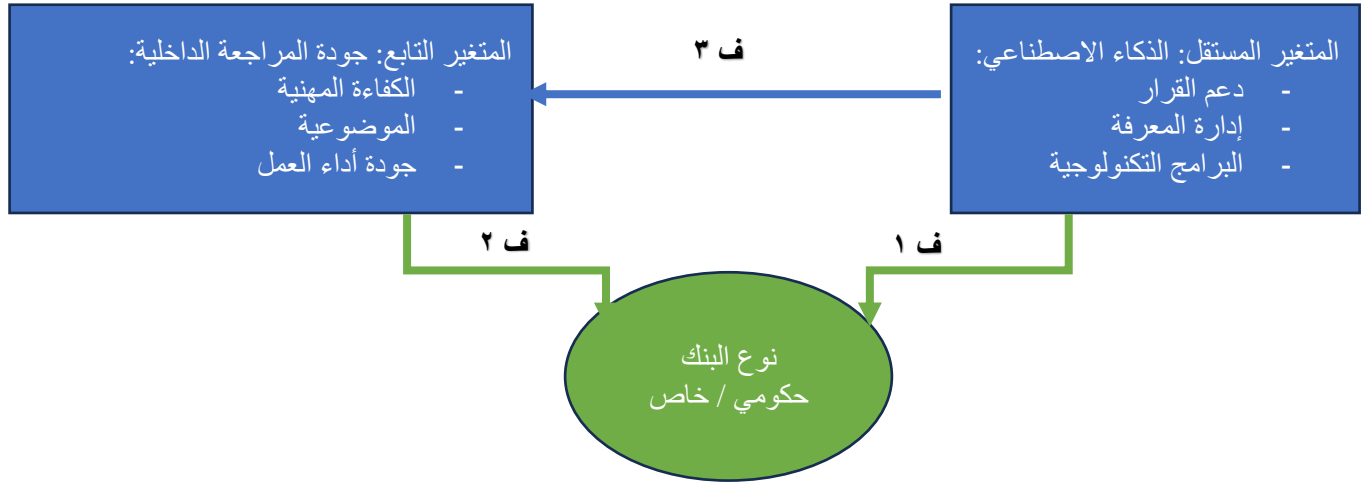 المتغير المستقل: الذكاء الاصطناعي:
- دعم القرار
- إدارة المعرفة
- البرامج التكنولوجية
ف ٣
المتغير التابع: جودة المراجعة الداخلية:
- الكفاءة المهنية
- الموضوعية
- جودة أداء العمل
ف ١
ف ٢
نوع البنك
حكومي / خاص